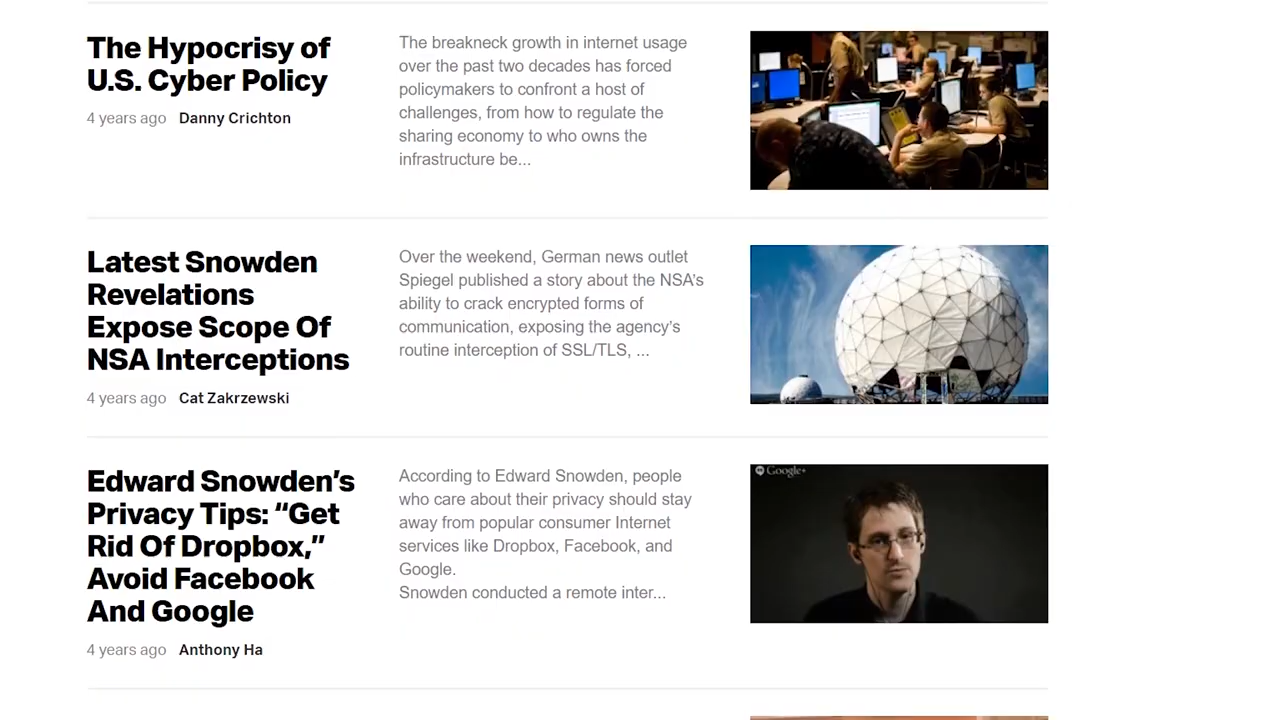 The Hypocrisy of
U.S. Cyber Policy
4 years ago Danny Crichton
The breakneck growth in internet usage
over the past two decades has forced
policymakers to confront a host of
challenges, from how to regulate the
sharing economy to who owns the
infrastructure be...
Latest Snowden
Revelations
Expose Scope Of
NSA Interceptions
4 years ago Cat Zakrzewski
Over the weekend, German news outlet
Spiegel published a story about the NSA’s
ability to crack encrypted forms of
communication, exposing the agency’s
routine interception of SSL/TLS, ...
Edward Snowden’s
Privacy Tips: “Get
Rid Of Dropbox,”
Avoid Facebook
And Google
4 years ago Anthony Ha
According to Edward Snowden, people
who care about their privacy should stay
away from popular consumer Internet
services like Dropbox, Facebook, and
Google.
Snowden conducted a remote inter...
Google+